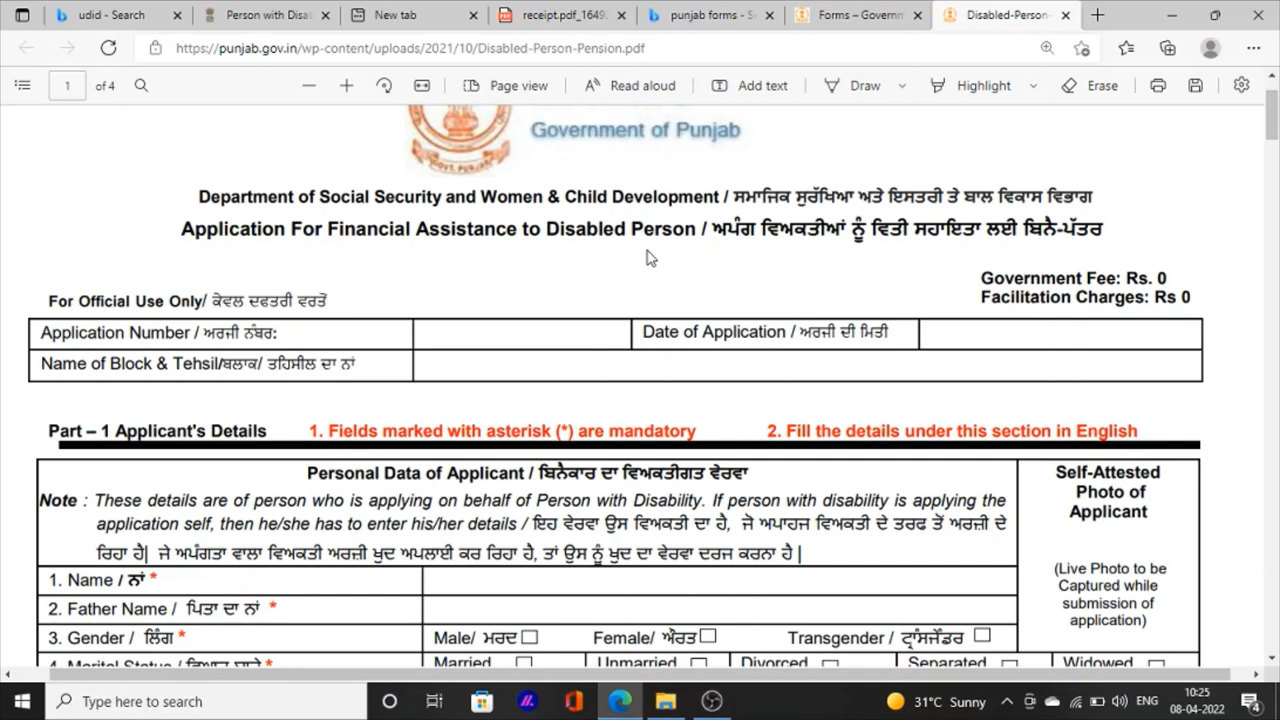 udid - Search
Person with Disa
New tab
receipt.pdf_1649
punjab forms - S
Forms – Governm
Disabled-Person-
https://punjab.gov.in/wp-content/uploads/2021/10/Disabled-Person-Pension.pdf
1 of 4
Page view
Read aloud
Add text
Draw
Highlight
Erase
GOVT. PUNJAB
Government of Punjab
Department of Social Security and Women & Child Development / ਸਮਾਜਿਕ ਸੁਰੱਖਿਆ ਅਤੇ ਇਸਤਰੀ ਤੇ ਬਾਲ ਵਿਕਾਸ ਵਿਭਾਗ
Application For Financial Assistance to Disabled Person / ਅਪੰਗ ਵਿਅਕਤੀਆਂ ਨੂੰ ਵਿਤੀ ਸਹਾਇਤਾ ਲਈ ਬਿਨੈ-ਪੱਤਰ
Government Fee: Rs. 0
Facilitation Charges: Rs 0
For Official Use Only/ ਕੇਵਲ ਦਫਤਰੀ ਵਰਤੋਂ
Application Number / ਅਰਜੀ ਨੰਬਰ:
Date of Application / ਅਰਜੀ ਦੀ ਮਿਤੀ
Name of Block & Tehsil/ਬਲਾਕ/ ਤਹਿਸੀਲ ਦਾ ਨਾਂ
Part – 1 Applicant's Details 1. Fields marked with asterisk (*) are mandatory 2. Fill the details under this section in English
Personal Data of Applicant / ਬਿਨੈਕਾਰ ਦਾ ਵਿਅਕਤੀਗਤ ਵੇਰਵਾ
Note : These details are of person who is applying on behalf of Person with Disability. If person with disability is applying the
application self, then he/she has to enter his/her details / ਇਹ ਵੇਰਵਾ ਉਸ ਵਿਅਕਤੀ ਦਾ ਹੈ, ਜੋ ਅਪਾਹਜ ਵਿਅਕਤੀ ਦੇ ਤਰਫ ਤੋਂ ਅਰਜ਼ੀ ਦੇ
ਰਿਹਾ ਹੈ| ਜੇ ਅਪੰਗਤਾ ਵਾਲਾ ਵਿਅਕਤੀ ਅਰਜ਼ੀ ਖੁਦ ਅਪਲਾਈ ਕਰ ਰਿਹਾ ਹੈ, ਤਾਂ ਉਸ ਨੂੰ ਖੁਦ ਦਾ ਵੇਰਵਾ ਦਰਜ ਕਰਨਾ ਹੈ |
Self-Attested
Photo of
Applicant
(Live Photo to be
Captured while
submission of
application)
1. Name / ਨਾਂ *
2. Father Name / ਪਿਤਾ ਦਾ ਨਾਂ *
3. Gender / ਲਿੰਗ * Male/ ਮਰਦ Female/ ਔਰਤ Transgender / ਟ੍ਰਾਂਸਜੇਂਡਰ
Married Unmarried Divorced Separated Widowed
Type here to search
31°C Sunny
ENG
10:25
08-04-2022
4